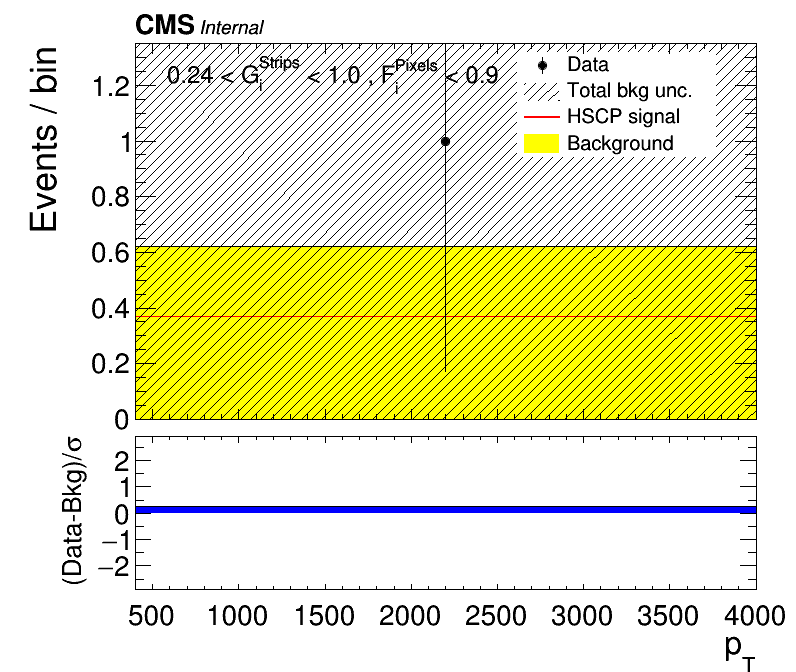 CMS Internal
0.24 < G_i^Strips < 1.0 , F_i^Pixels < 0.9
Data
Total bkg unc.
HSCP signal
Background
Events / bin
1.2
1
0.8
0.6
0.4
0.2
0
(Data-Bkg)/σ
2
1
0
−1
−2
500 1000 1500 2000 2500 3000 3500 4000
p_T